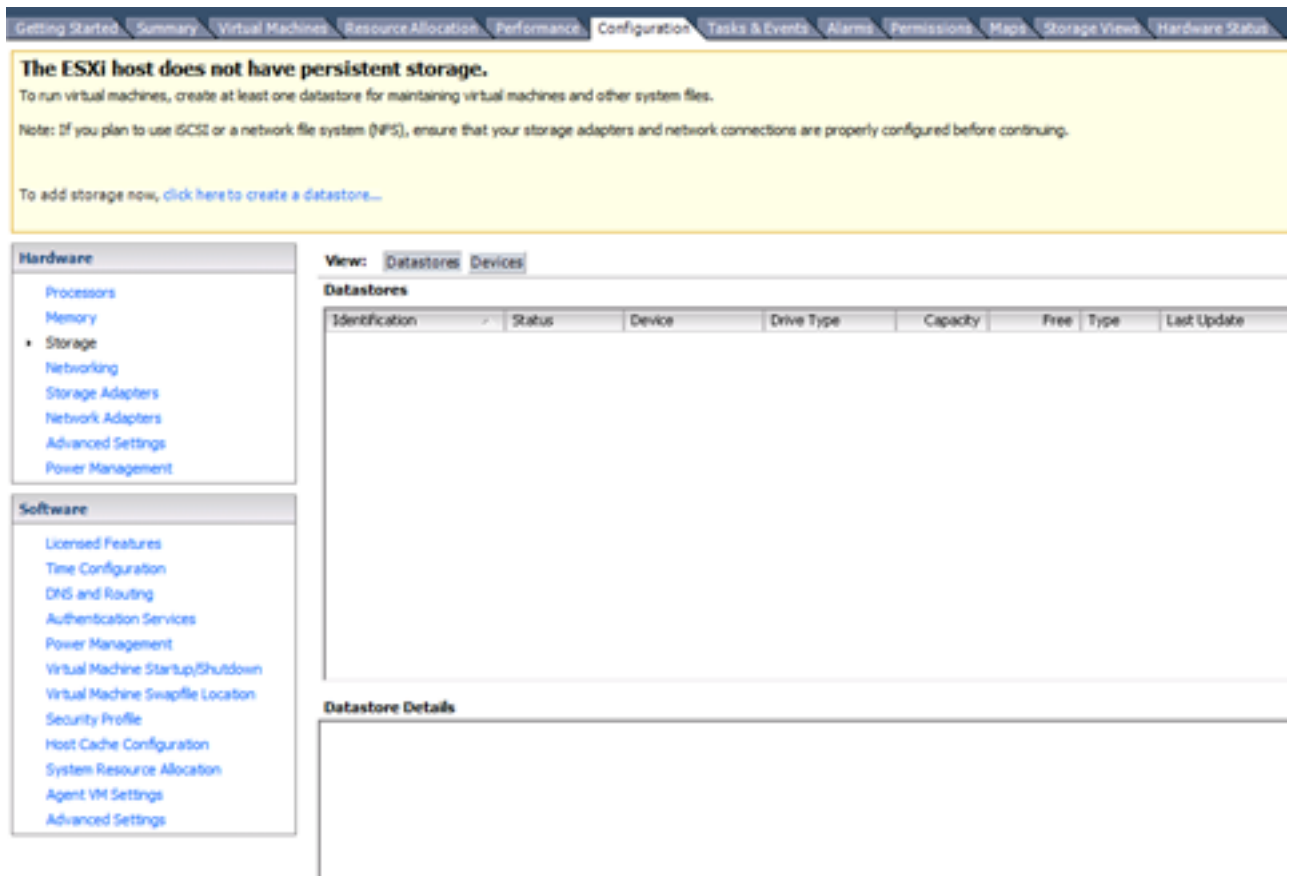 Getting Started Summary Virtual Machines Resource Allocation Performance Configuration Tasks & Events Alarms Permissions Maps Storage Views Hardware Status
The ESXi host does not have persistent storage.
To run virtual machines, create at least one datastore for maintaining virtual machines and other system files.
Note: If you plan to use iSCSI or a network file system (NFS), ensure that your storage adapters and network connections are properly configured before continuing.
To add storage now, click here to create a datastore...
Hardware
Processors
Memory
Storage
Networking
Storage Adapters
Network Adapters
Advanced Settings
Power Management
Software
Licensed Features
Time Configuration
DNS and Routing
Authentication Services
Power Management
Virtual Machine Startup/Shutdown
Virtual Machine Swapfile Location
Security Profile
Host Cache Configuration
System Resource Allocation
Agent VM Settings
Advanced Settings
View: Datastores Devices
Datastores
Identification Status Device Drive Type Capacity Free Type Last Update
Datastore Details